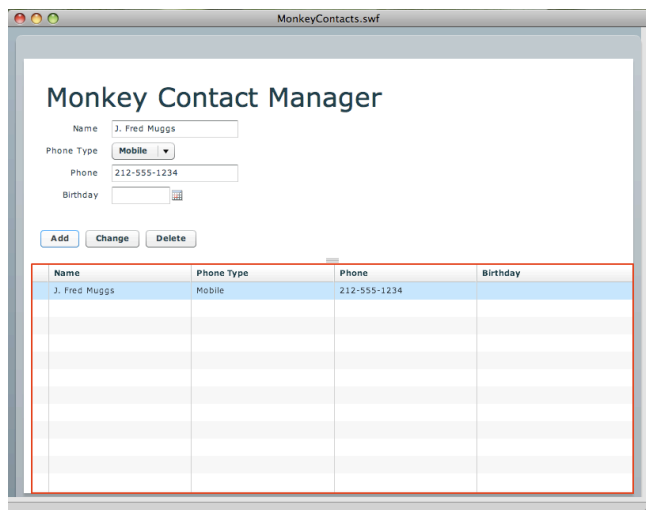 MonkeyContacts.swf
Monkey Contact Manager
Name J. Fred Muggs
Phone Type Mobile
Phone 212-555-1234
Birthday
Add Change Delete
Name Phone Type Phone Birthday
J. Fred Muggs Mobile 212-555-1234